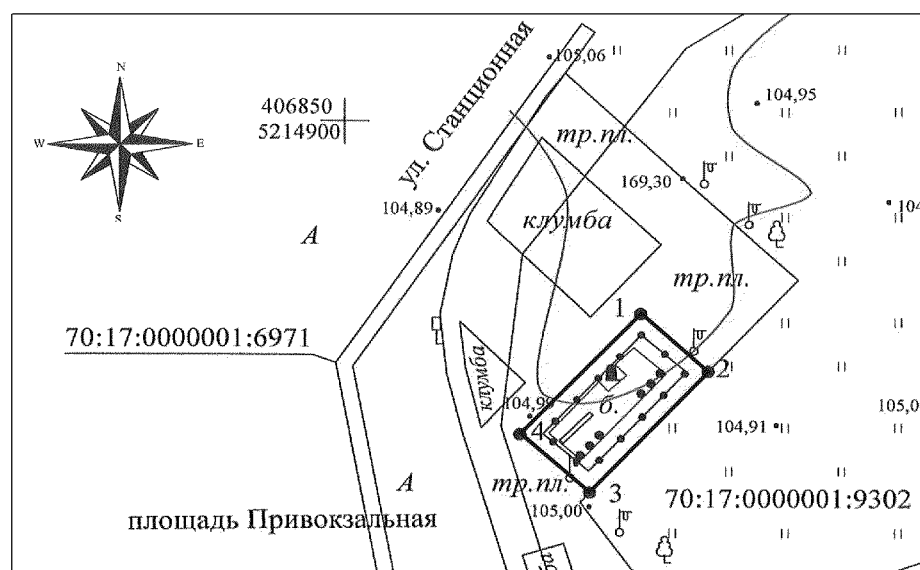 N
W
E
S
406850
5214900
ул. Станционная
105,06
104,95
тр.пл.
169,30
104,89
А
клумба
тр.пл.
70:17:0000001:6971
1
2
клумба
104,99
б.
4
104,91
105,0
А
тр.пл.
3
70:17:0000001:9302
105,00
площадь Привокзальная